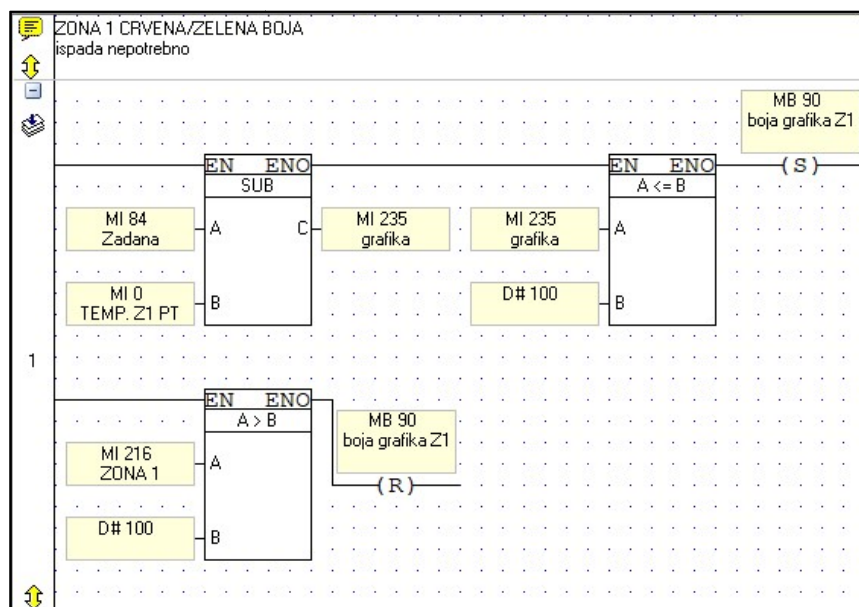 ZONA 1 CRVENA/ZELENA BOJA
ispada nepotrebno
MB 90
boja grafika Z1
EN ENO
SUB
EN ENO
A <= B
(S)
MI 84
Zadana
A
C
MI 235
grafika
MI 235
grafika
A
MI 0
TEMP. Z1 PT
B
D# 100
B
1
EN ENO
A > B
MB 90
boja grafika Z1
(R)
MI 216
ZONA 1
A
D# 100
B